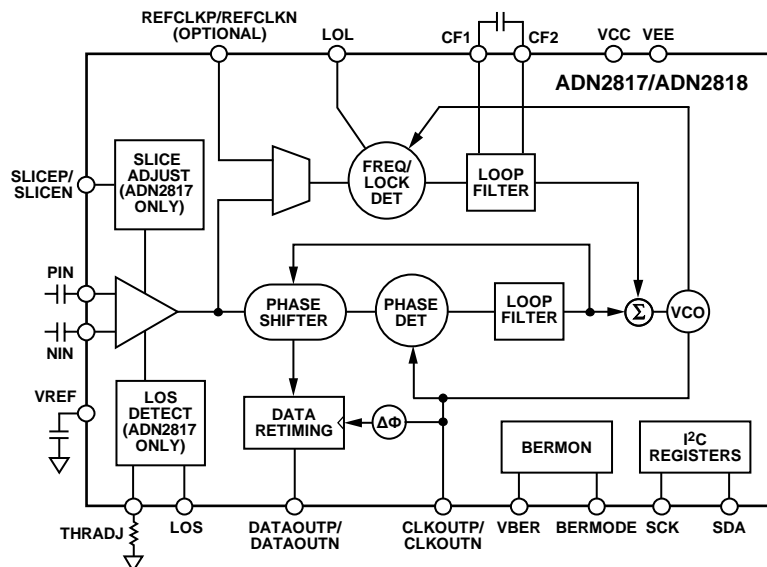 REFCLKP/REFCLKN
(OPTIONAL)
LOL
CF1
CF2
VCC
VEE
ADN2817/ADN2818
SLICEP/
SLICEN
SLICE
ADJUST
(ADN2817
ONLY)
FREQ/
LOCK
DET
LOOP
FILTER
PIN
NIN
PHASE
SHIFTER
PHASE
DET
LOOP
FILTER
Σ
VCO
VREF
LOS
DETECT
(ADN2817
ONLY)
DATA
RETIMING
ΔΦ
BERMON
I²C
REGISTERS
THRADJ
LOS
DATAOUTP/
DATAOUTN
CLKOUTP/
CLKOUTN
VBER
BERMODE
SCK
SDA